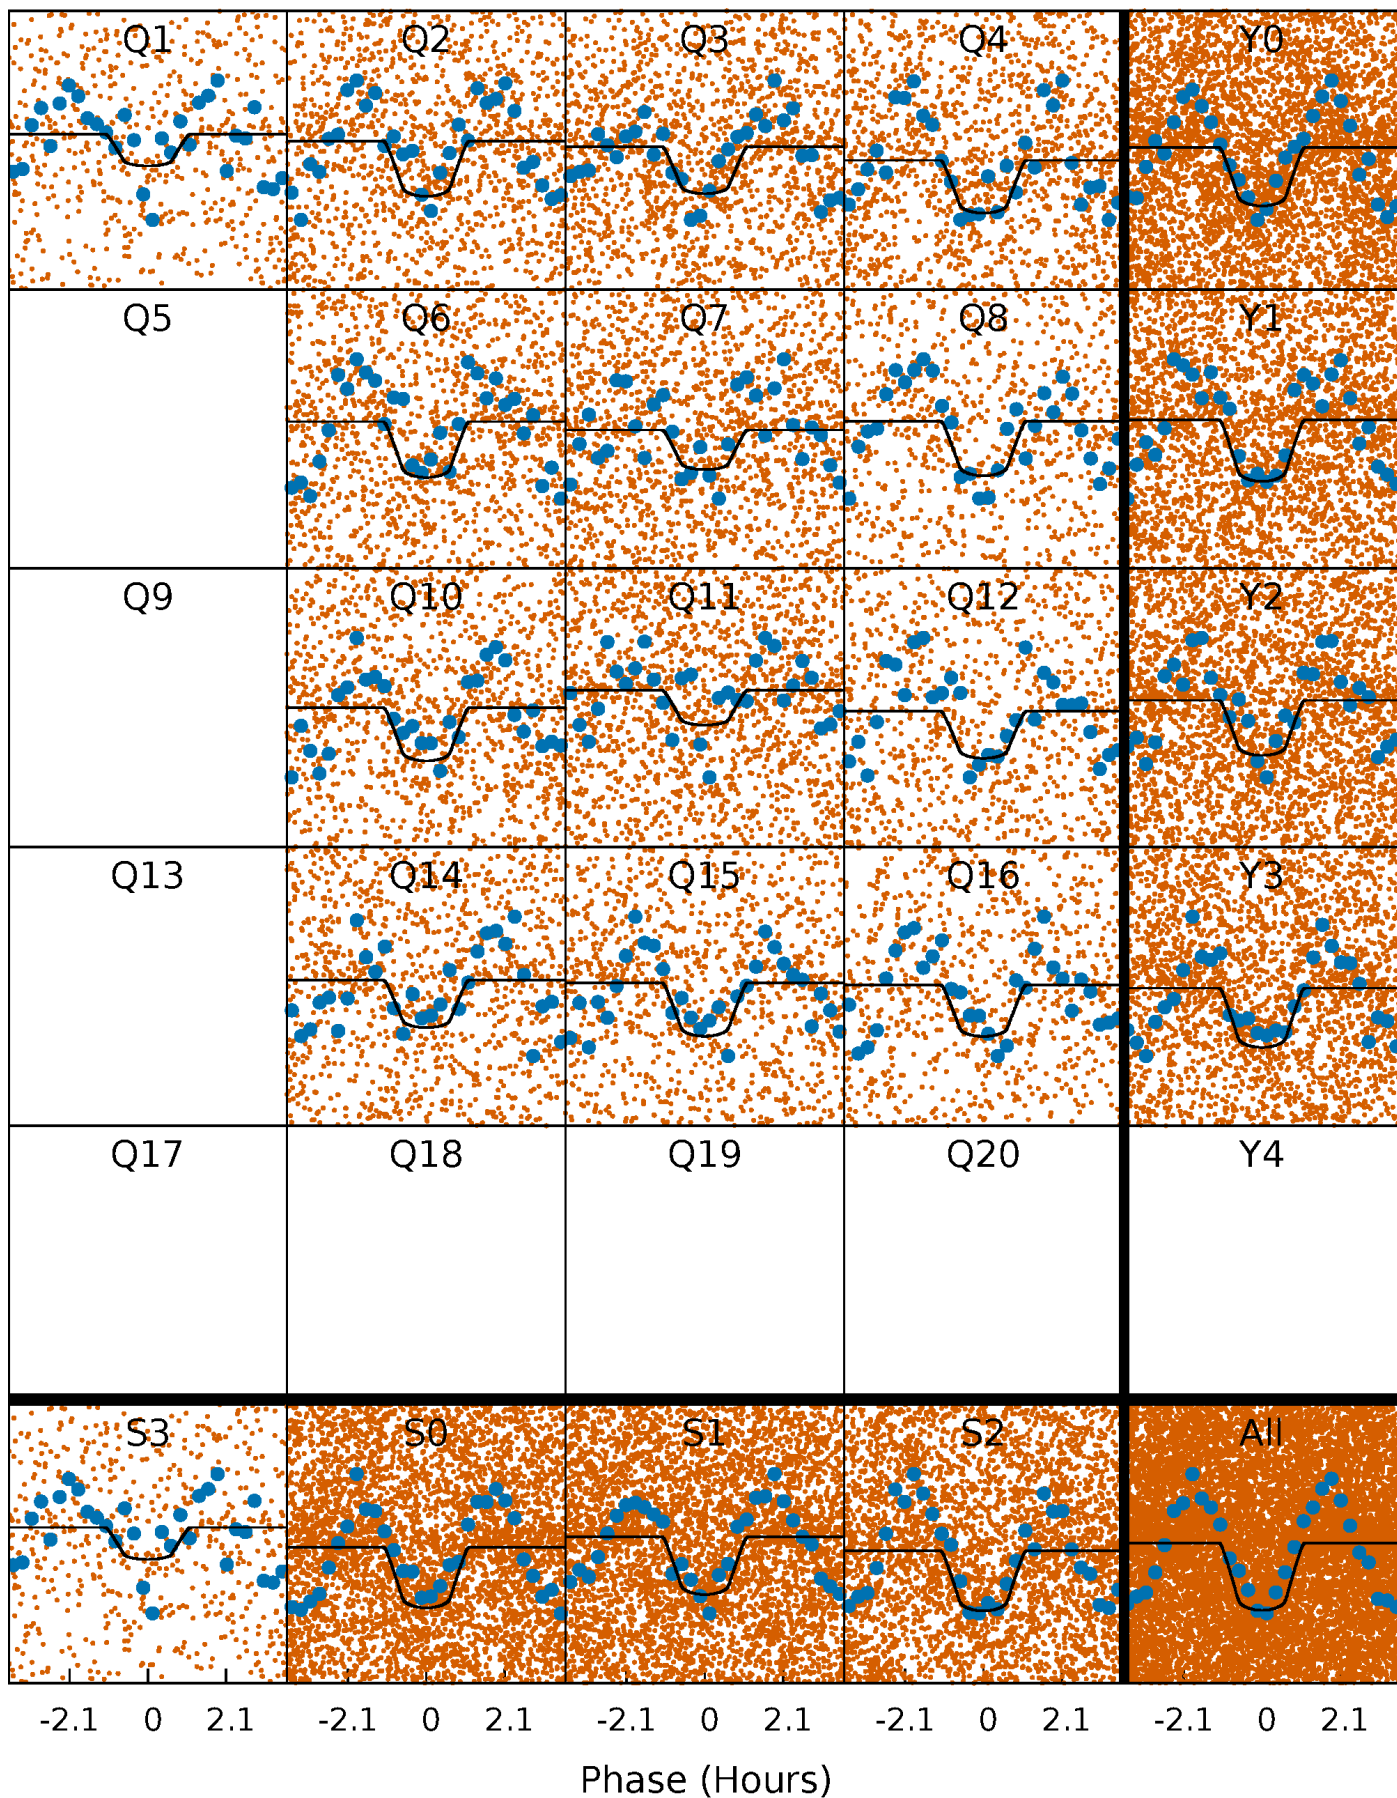 Q1 Q2 Q3 Q4 Y0
Q5 Q6 Q7 Q8 Y1
Q9 Q10 Q11 Q12 Y2
Q13 Q14 Q15 Q16 Y3
Q17 Q18 Q19 Q20 Y4
S3 S0 S1 S2 All
-2.1 0 2.1 -2.1 0 2.1 -2.1 0 2.1 -2.1 0 2.1 -2.1 0 2.1
Phase (Hours)